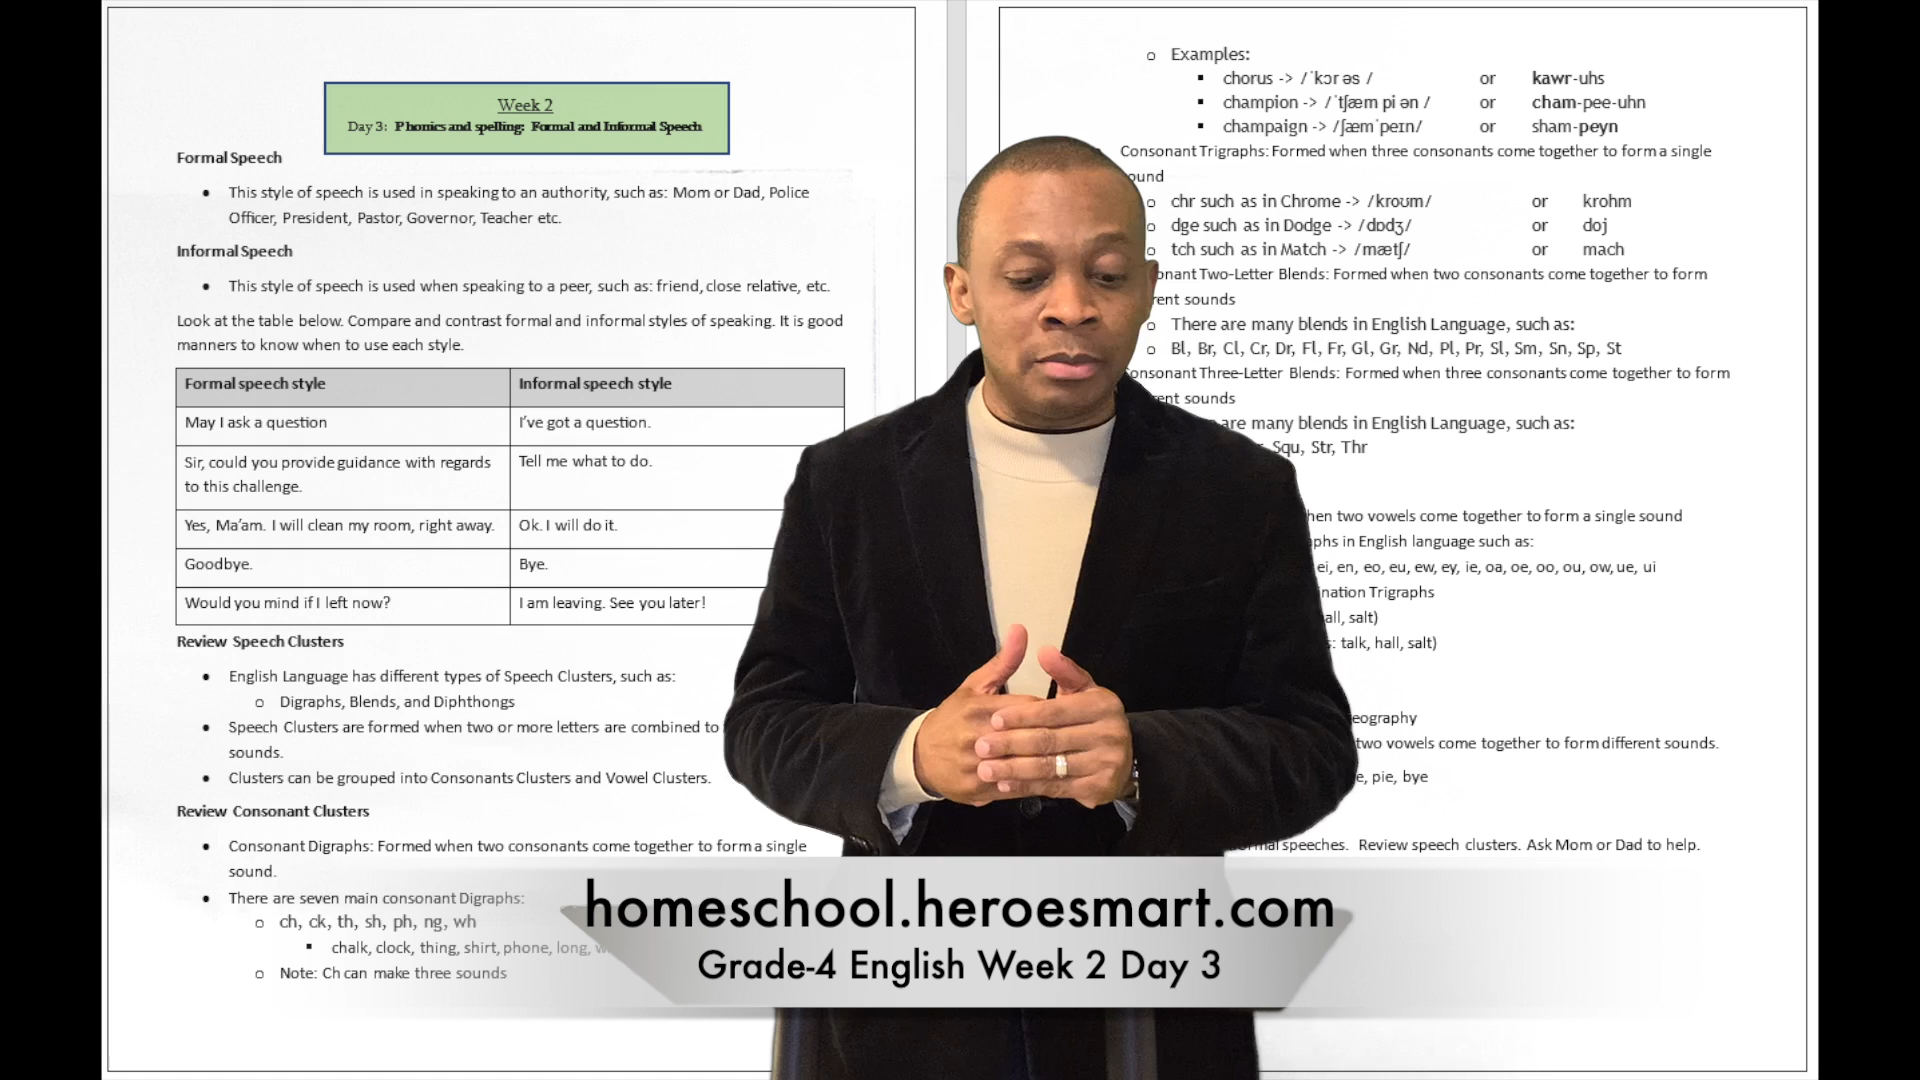 Week 2
Day 3: Phonics and spelling: Formal and Informal Speech
Formal Speech
• This style of speech is used in speaking to an authority, such as: Mom or Dad, Police
Officer, President, Pastor, Governor, Teacher etc.
Informal Speech
• This style of speech is used when speaking to a peer, such as: friend, close relative, etc.
Look at the table below. Compare and contrast formal and informal styles of speaking. It is good
manners to know when to use each style.
Formal speech style Informal speech style
May I ask a question I've got a question.
Sir, could you provide guidance with regards Tell me what to do.
to this challenge.
Yes, Ma'am. I will clean my room, right away. Ok. I will do it.
Goodbye. Bye.
Would you mind if I left now? I am leaving. See you later!
Review Speech Clusters
• English Language has different types of Speech Clusters, such as:
o Digraphs, Blends, and Diphthongs
• Speech Clusters are formed when two or more letters are combined to
sounds.
• Clusters can be grouped into Consonants Clusters and Vowel Clusters.
Review Consonant Clusters
• Consonant Digraphs: Formed when two consonants come together to form a single
sound.
• There are seven main consonant Digraphs:
o ch, ck, th, sh, ph, ng, wh
▪ chalk, clock, thing, shirt, phone, long,
o Note: Ch can make three sounds
o Examples:
▪ chorus -> /ˈkɔr əs / or kawr-uhs
▪ champion -> /ˈtʃæm pi ən / or cham-pee-uhn
▪ champaign -> /ʃæmˈpeɪn/ or sham-peyn
Consonant Trigraphs: Formed when three consonants come together to form a single
ound
o chr such as in Chrome -> /kroʊm/ or krohm
o dge such as in Dodge -> /dɒdʒ/ or doj
o tch such as in Match -> /mætʃ/ or mach
onant Two-Letter Blends: Formed when two consonants come together to form
rent sounds
o There are many blends in English Language, such as:
o Bl, Br, Cl, Cr, Dr, Fl, Fr, Gl, Gr, Nd, Pl, Pr, Sl, Sm, Sn, Sp, St
Consonant Three-Letter Blends: Formed when three consonants come together to form
rent sounds
are many blends in English Language, such as:
Squ, Str, Thr
hen two vowels come together to form a single sound
aphs in English language such as:
ei, en, eo, eu, ew, ey, ie, oa, oe, oo, ou, ow, ue, ui
ination Trigraphs
all, salt)
: talk, hall, salt)
eography
two vowels come together to form different sounds.
e, pie, bye
rmal speeches. Review speech clusters. Ask Mom or Dad to help.
homeschool.heroesmart.com
Grade-4 English Week 2 Day 3